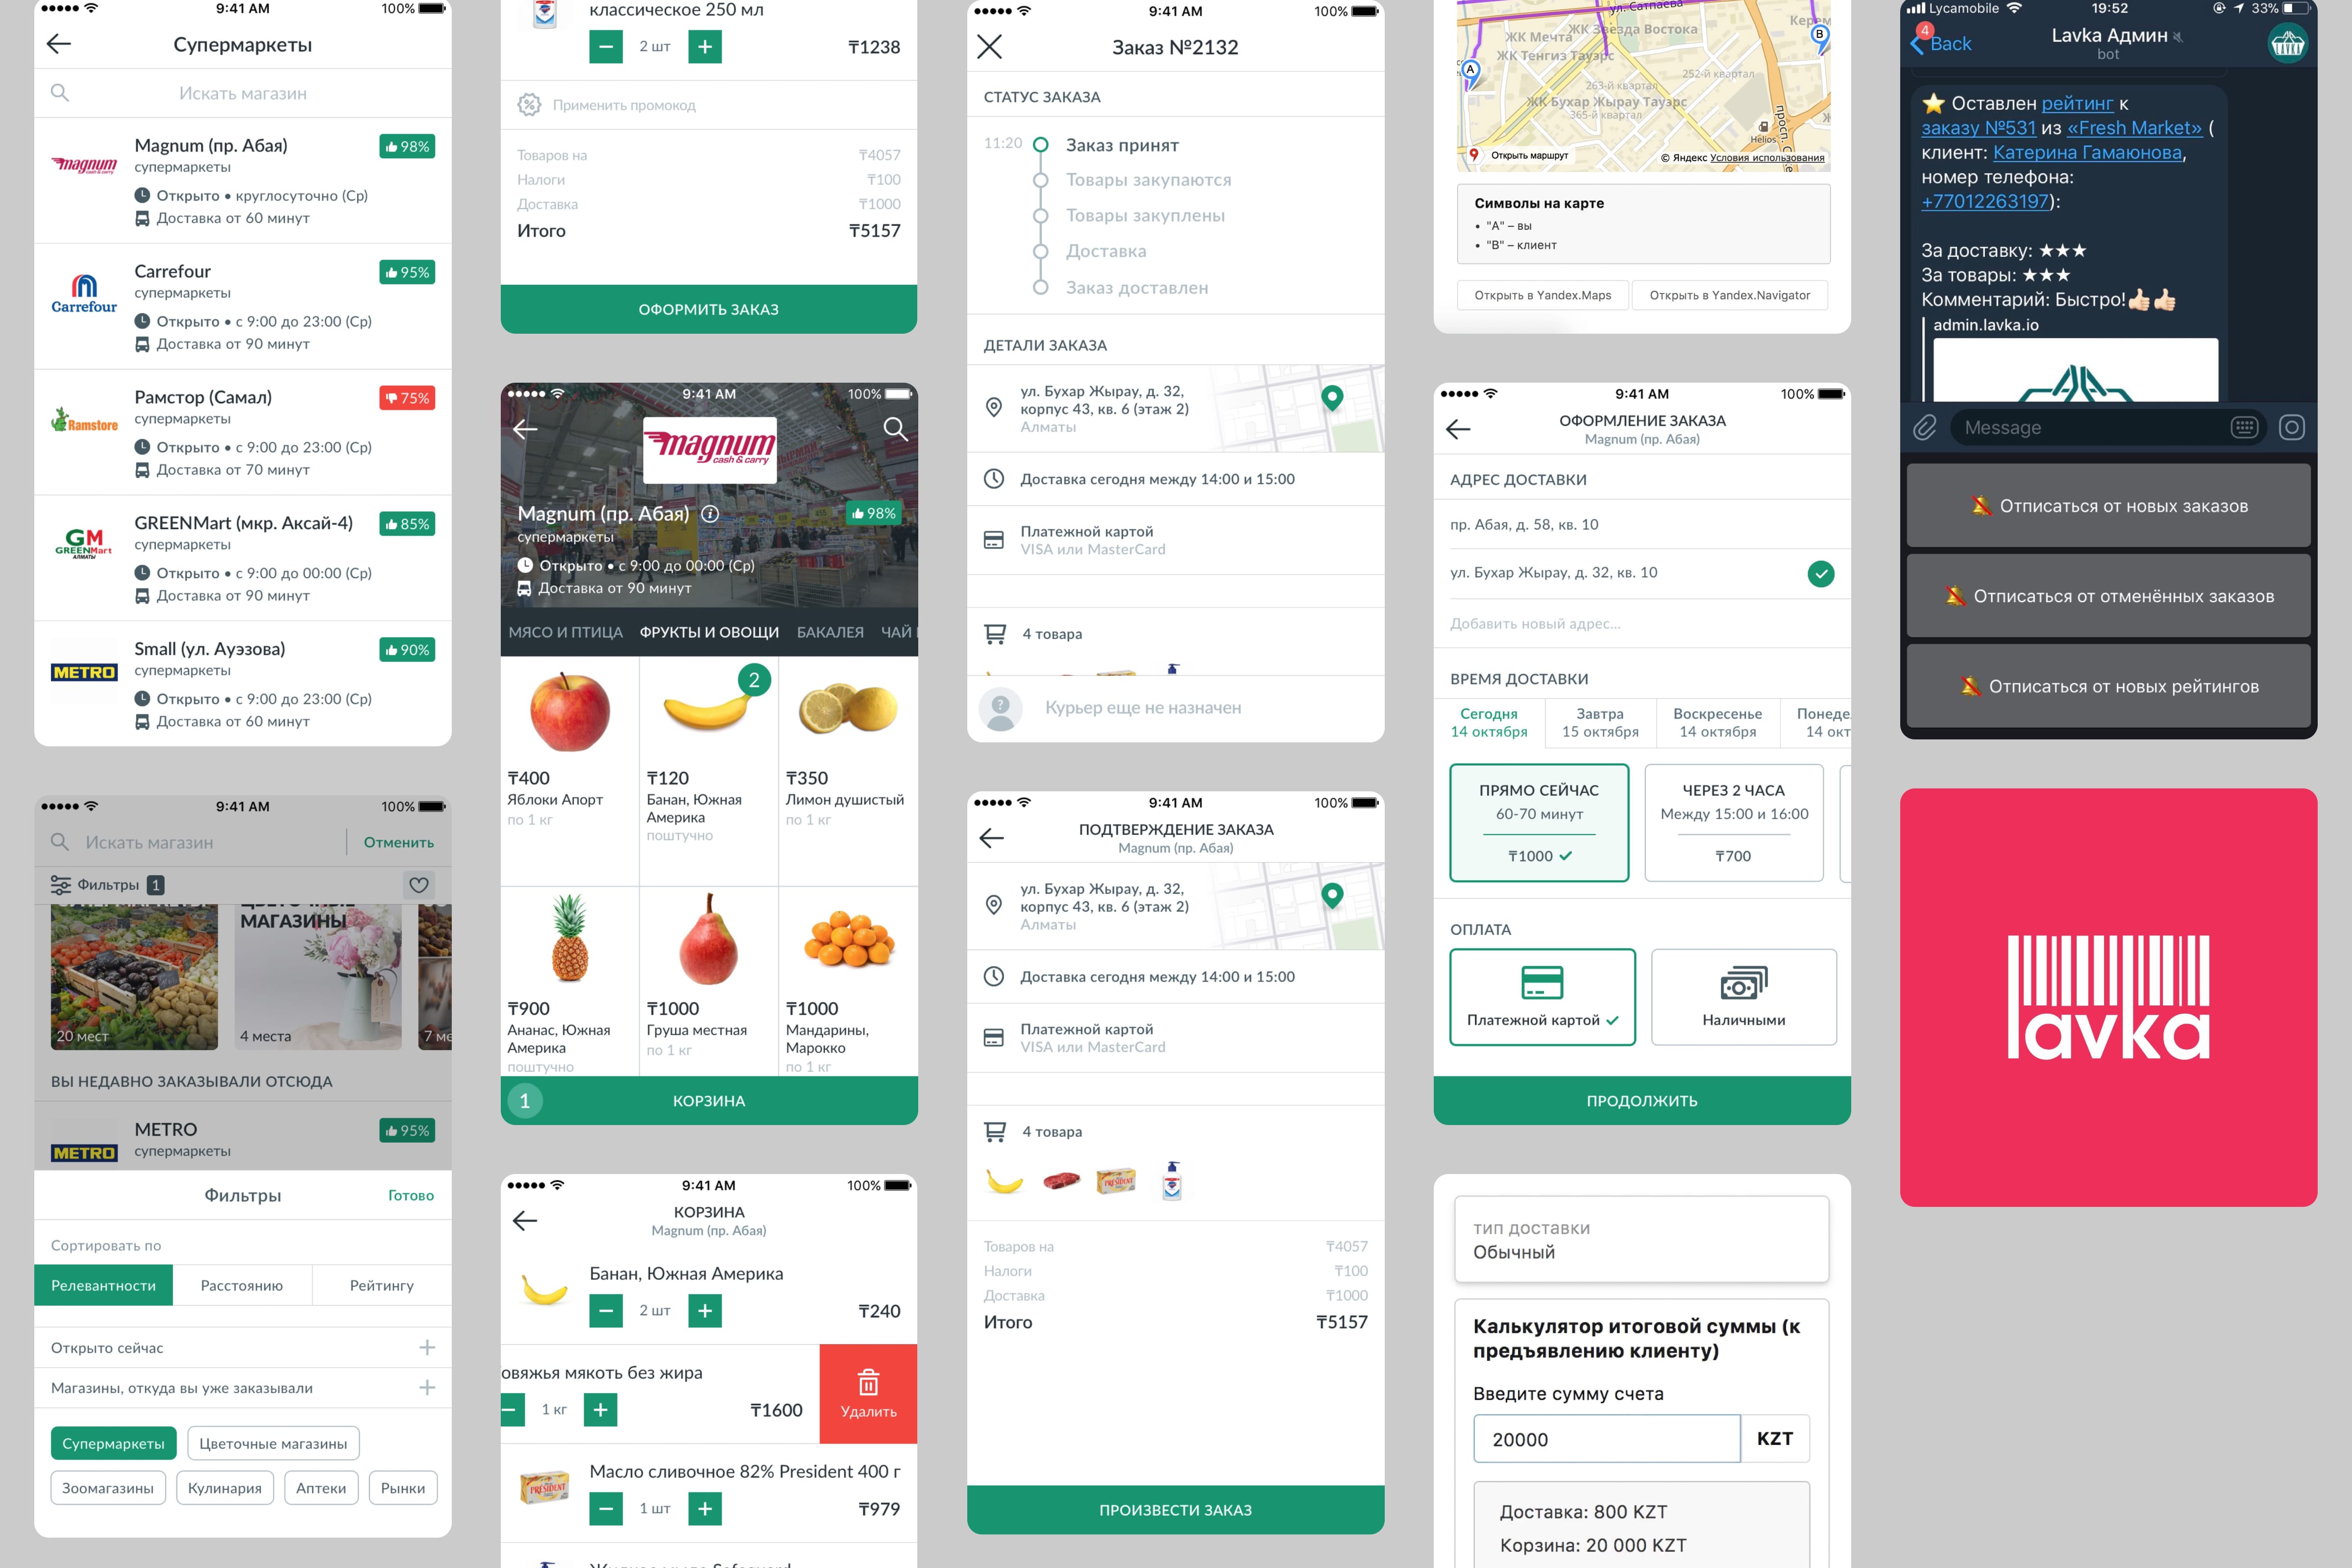 9:41 AM
100%
Супермаркеты
Искать магазин
magnum
cash & carry
Magnum (пр. Абая)
98%
супермаркеты
Открыто • круглосуточно (Ср)
Доставка от 60 минут
Carrefour
Carrefour
95%
супермаркеты
Открыто • с 9:00 до 23:00 (Ср)
Доставка от 90 минут
Ramstore
Рамстор (Самал)
75%
супермаркеты
Открыто • с 9:00 до 23:00 (Ср)
Доставка от 70 минут
GM
GREENMart
АЛМАТЫ
GREENMart (мкр. Аксай-4)
85%
супермаркеты
Открыто • с 9:00 до 00:00 (Ср)
Доставка от 90 минут
METRO
Small (ул. Ауэзова)
90%
супермаркеты
Открыто • с 9:00 до 23:00 (Ср)
Доставка от 60 минут
9:41 AM
100%
Искать магазин
Отменить
Фильтры 1
МАГАЗИНЫ
20 мест
4 места
7 ме
ВЫ НЕДАВНО ЗАКАЗЫВАЛИ ОТСЮДА
METRO
METRO
95%
супермаркеты
Фильтры
Готово
Сортировать по
Релевантности
Расстоянию
Рейтингу
Открыто сейчас
Магазины, откуда вы уже заказывали
Супермаркеты
Цветочные магазины
Зоомагазины
Кулинария
Аптеки
Рынки
классическое 250 мл
2 шт
₸1238
Применить промокод
Товаров на ₸4057
Налоги ₸100
Доставка ₸1000
Итого ₸5157
ОФОРМИТЬ ЗАКАЗ
9:41 AM
100%
magnum
cash & carry
Magnum (пр. Абая)
98%
супермаркеты
Открыто • с 9:00 до 00:00 (Ср)
Доставка от 90 минут
МЯСО И ПТИЦА
ФРУКТЫ И ОВОЩИ
БАКАЛЕЯ
ЧАЙ
2
₸400
Яблоки Апорт
по 1 кг
₸120
Банан, Южная
Америка
поштучно
₸350
Лимон душистый
по 1 кг
₸900
Ананас, Южная
Америка
поштучно
₸1000
Груша местная
по 1 кг
₸1000
Мандарины,
Марокко
по 1 кг
1
КОРЗИНА
9:41 AM
100%
КОРЗИНА
Magnum (пр. Абая)
Банан, Южная Америка
2 шт
₸240
овяжья мякоть без жира
1 кг
₸1600
Удалить
Масло сливочное 82% President 400 г
PRÉSIDENT
1 шт
₸979
9:41 AM
100%
Заказ №2132
СТАТУС ЗАКАЗА
11:20
Заказ принят
Товары закупаются
Товары закуплены
Доставка
Заказ доставлен
ДЕТАЛИ ЗАКАЗА
ул. Бухар Жырау, д. 32,
корпус 43, кв. 6 (этаж 2)
Алматы
Доставка сегодня между 14:00 и 15:00
Платежной картой
VISA или MasterCard
4 товара
?
Курьер еще не назначен
9:41 AM
100%
ПОДТВЕРЖДЕНИЕ ЗАКАЗА
Magnum (пр. Абая)
ул. Бухар Жырау, д. 32,
корпус 43, кв. 6 (этаж 2)
Алматы
Доставка сегодня между 14:00 и 15:00
Платежной картой
VISA или MasterCard
4 товара
PRÉSIDENT
Товаров на ₸4057
Налоги ₸100
Доставка ₸1000
Итого ₸5157
ПРОИЗВЕСТИ ЗАКАЗ
ул. Сатпаева
ЖК Мечта
ЖК Звезда Востока
Керем
B
ЖК Тенгиз Тауэрс
A
252-й квартал
263-й квартал
ЖК Бухар Жырау Тауэрс
365-й квартал
просп. С
Helios
Открыть маршрут
© Яндекс Условия использования
Символы на карте
• "A" – вы
• "B" – клиент
Открыть в Yandex.Maps
Открыть в Yandex.Navigator
9:41 AM
100%
ОФОРМЛЕНИЕ ЗАКАЗА
Magnum (пр. Абая)
АДРЕС ДОСТАВКИ
пр. Абая, д. 58, кв. 10
ул. Бухар Жырау, д. 32, кв. 10
Добавить новый адрес...
ВРЕМЯ ДОСТАВКИ
Сегодня
14 октября
Завтра
15 октября
Воскресенье
14 октября
Понеде
14 окт
ПРЯМО СЕЙЧАС
60-70 минут
₸1000
ЧЕРЕЗ 2 ЧАСА
Между 15:00 и 16:00
₸700
ОПЛАТА
Платежной картой
Наличными
ПРОДОЛЖИТЬ
тип доставки
Обычный
Калькулятор итоговой суммы (к
предъявлению клиенту)
Введите сумму счета
20000
KZT
Доставка: 800 KZT
Корзина: 20 000 KZT
Lycamobile
19:52
33%
4
Back
Lavka Админ
bot
Оставлен рейтинг к
заказу №531 из «Fresh Market» (
клиент: Катерина Гамаюнова,
номер телефона:
+77012263197):
За доставку: ★★★
За товары: ★★★
Комментарий: Быстро!👍🏻👍🏻
admin.lavka.io
Message
Отписаться от новых заказов
Отписаться от отменённых заказов
Отписаться от новых рейтингов
lavka